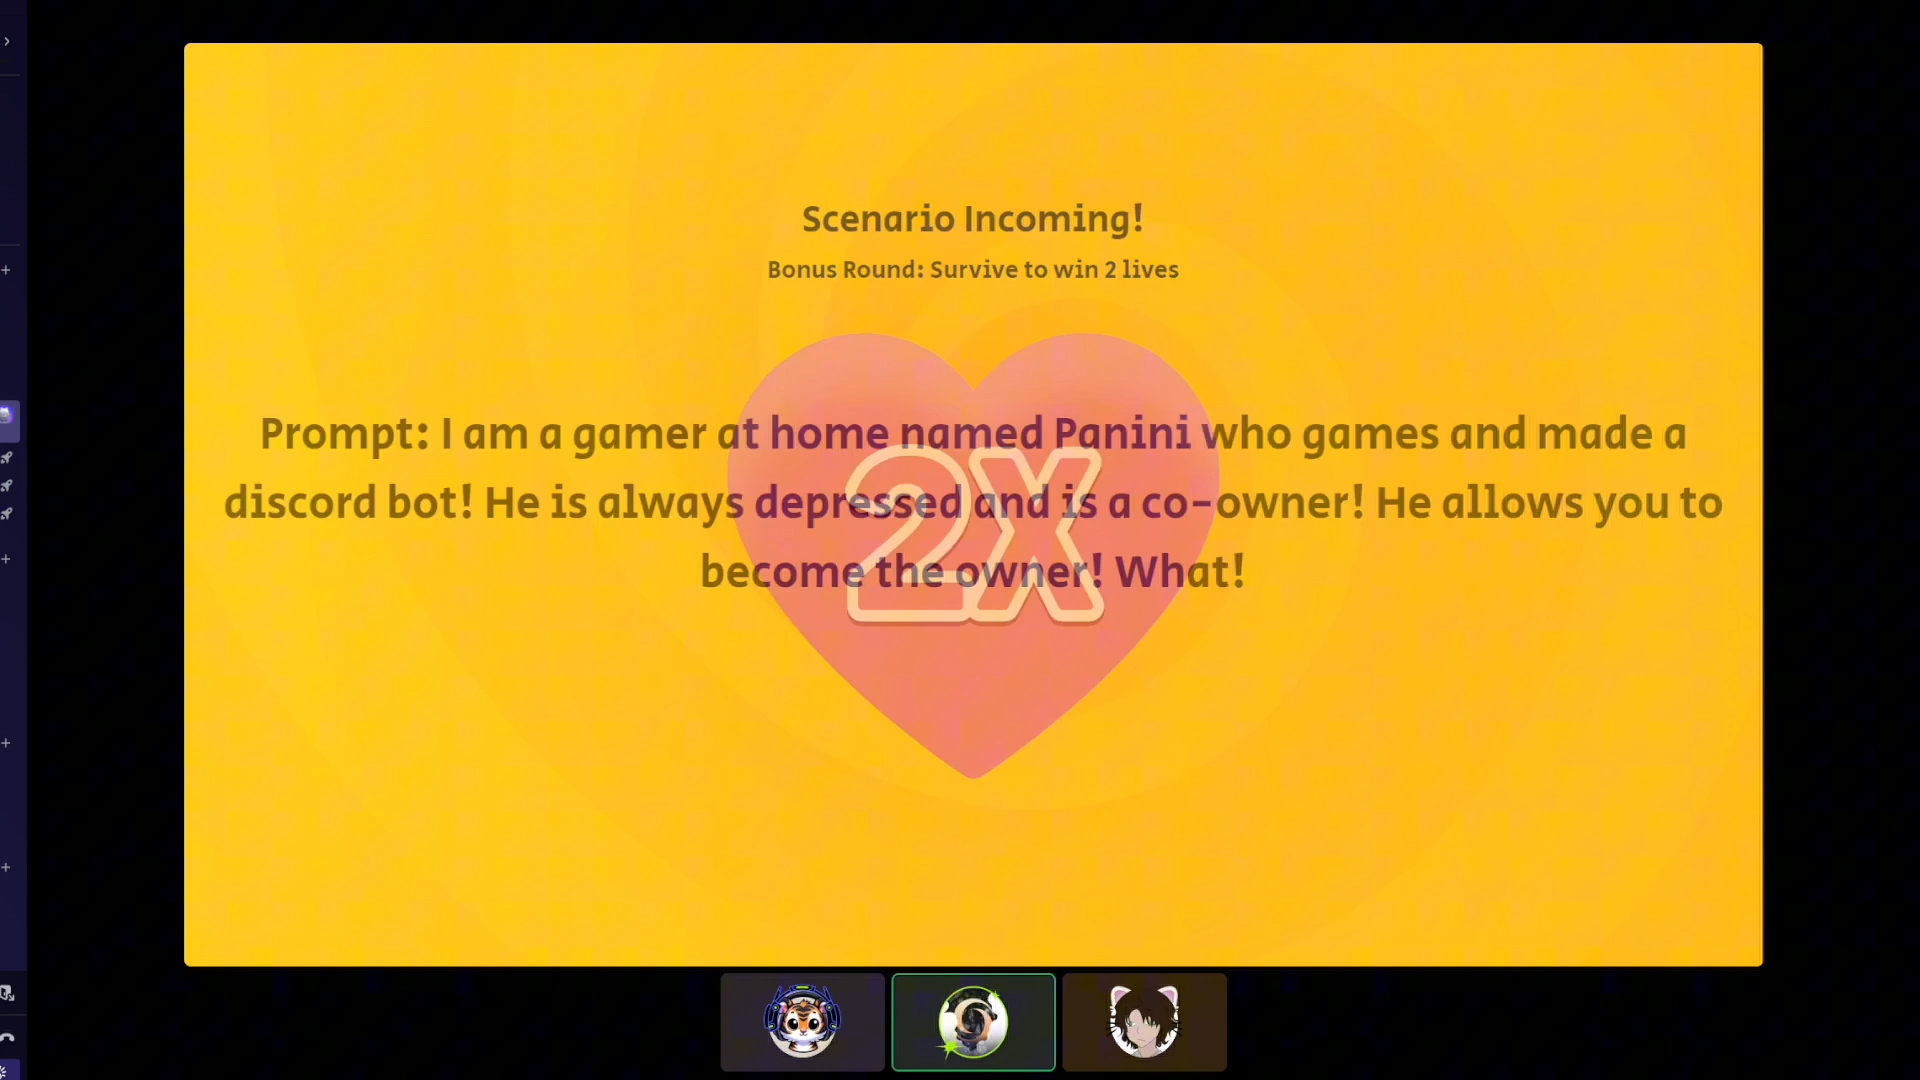 Scenario Incoming!
Bonus Round: Survive to win 2 lives
Prompt: I am a gamer at home named Panini who games and made a
discord bot! He is always depressed and is a co-owner! He allows you to
become the owner! What!
2X